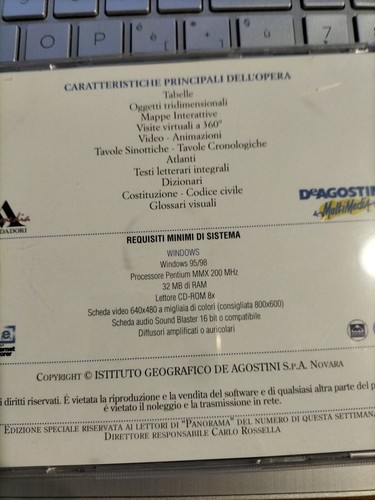 O P è é [ * + ] ù 7
CARATTERISTICHE PRINCIPALI DELL'OPERA
Tabelle
Oggetti tridimensionali
Mappe Interattive
Visite virtuali a 360°
Video - Animazioni
Tavole Sinottiche - Tavole Cronologiche
Atlanti
Testi letterari integrali
Dizionari
Costituzione - Codice civile
Glossari visuali
DADORI
DEAGOSTIN
MultiMedia
REQUISITI MINIMI DI SISTEMA
WINDOWS
Windows 95/98
Processore Pentium MMX 200 MHz
32 MB di RAM
Lettore CD-ROM 8x
Scheda video 640x480 a migliaia di colori (consigliata 800x600)
Scheda audio Sound Blaster 16 bit o compatibile
Diffusori amplificati o auricolari
COPYRIGHT © ISTITUTO GEOGRAFICO DE AGOSTINI S.P.A. NOVARA
i diritti riservati. È vietata la riproduzione e la vendita del software e di qualsiasi altra parte del p
è vietato il noleggio e la trasmissione in rete.
EDIZIONE SPECIALE RISERVATA AI LETTORI DI "PANORAMA" DEL NUMERO DI QUESTA SETTIMANA
DIRETTORE RESPONSABILE CARLO ROSSELLA